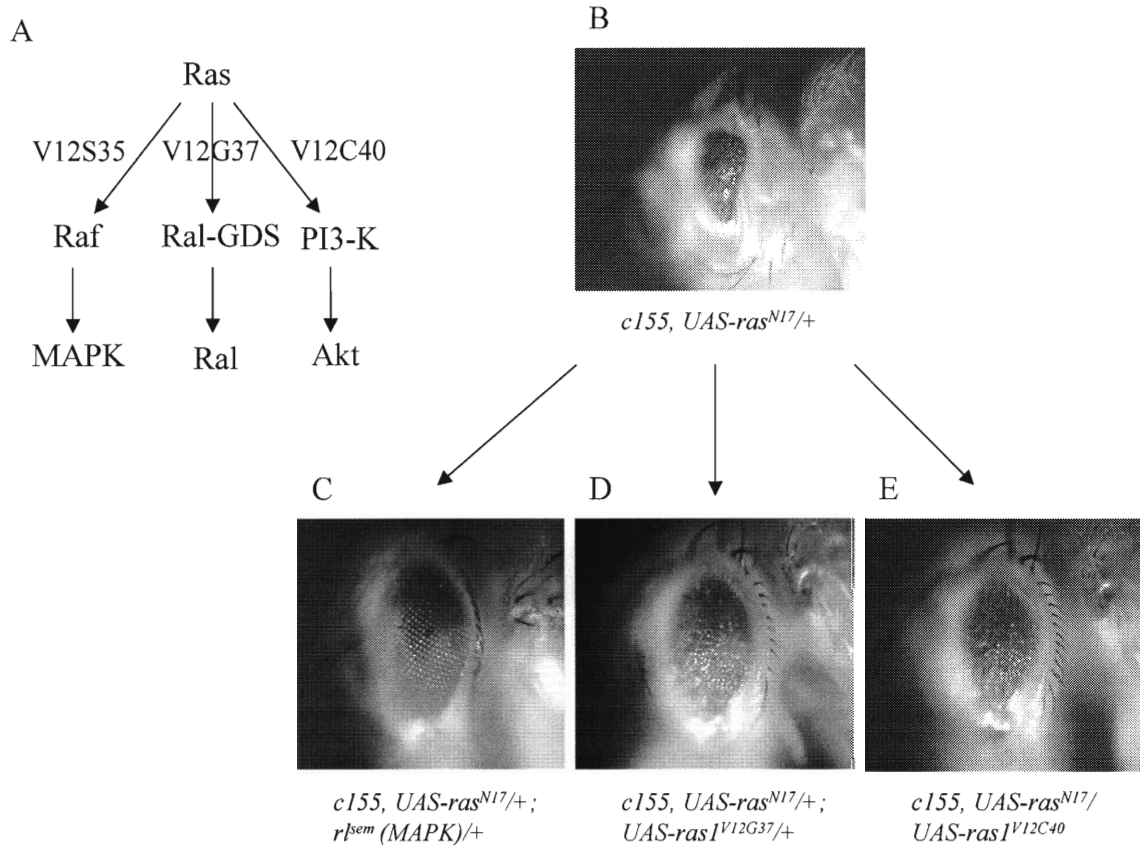 A
Ras
V12S35 V12G37 V12C40
Raf Ral-GDS PI3-K
MAPK Ral Akt
B
c155, UAS-ras^N17/+
C
D
E
c155, UAS-ras^N17/+ ;
rl^sem (MAPK)/+
c155, UAS-ras^N17/+ ;
UAS-ras1^V12G37/+
c155, UAS-ras^N17/
UAS-ras1^V12C40